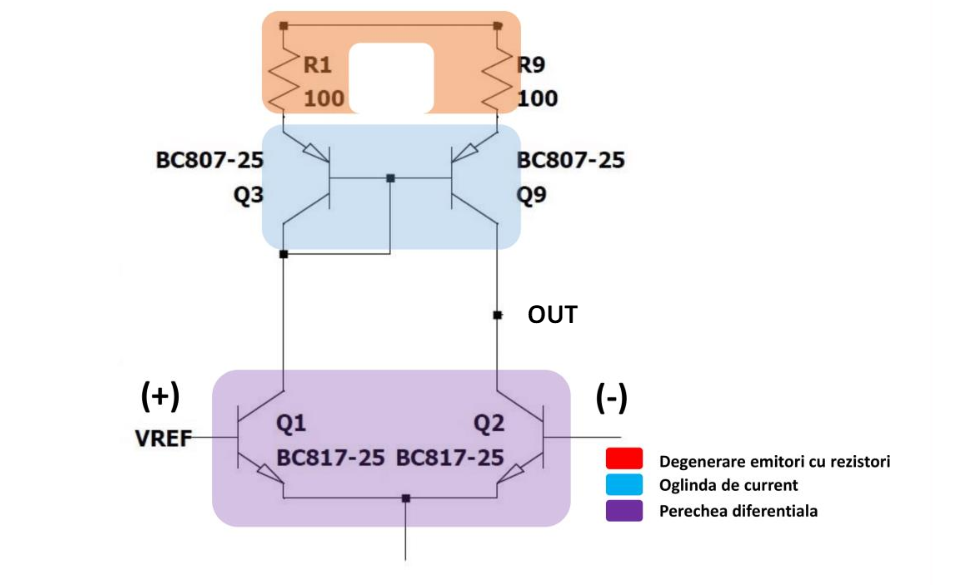 R1
100
R9
100
BC807-25
Q3
BC807-25
Q9
OUT
(+)
(-)
VREF
Q1
BC817-25
Q2
BC817-25
Degenerare emitori cu rezistori
Oglinda de current
Perechea diferentiala